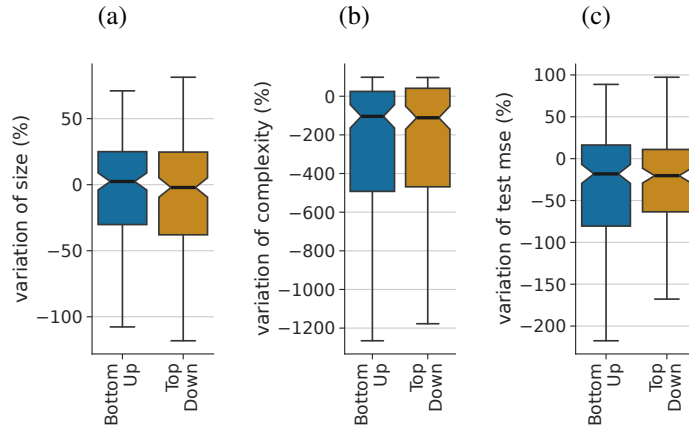 (a)
(b)
(c)
variation of size (%)
50
0
−50
−100
Bottom
Up
Top
Down
variation of complexity (%)
0
−200
−400
−600
−800
−1000
−1200
Bottom
Up
Top
Down
variation of test mse (%)
100
50
0
−50
−100
−150
−200
Bottom
Up
Top
Down